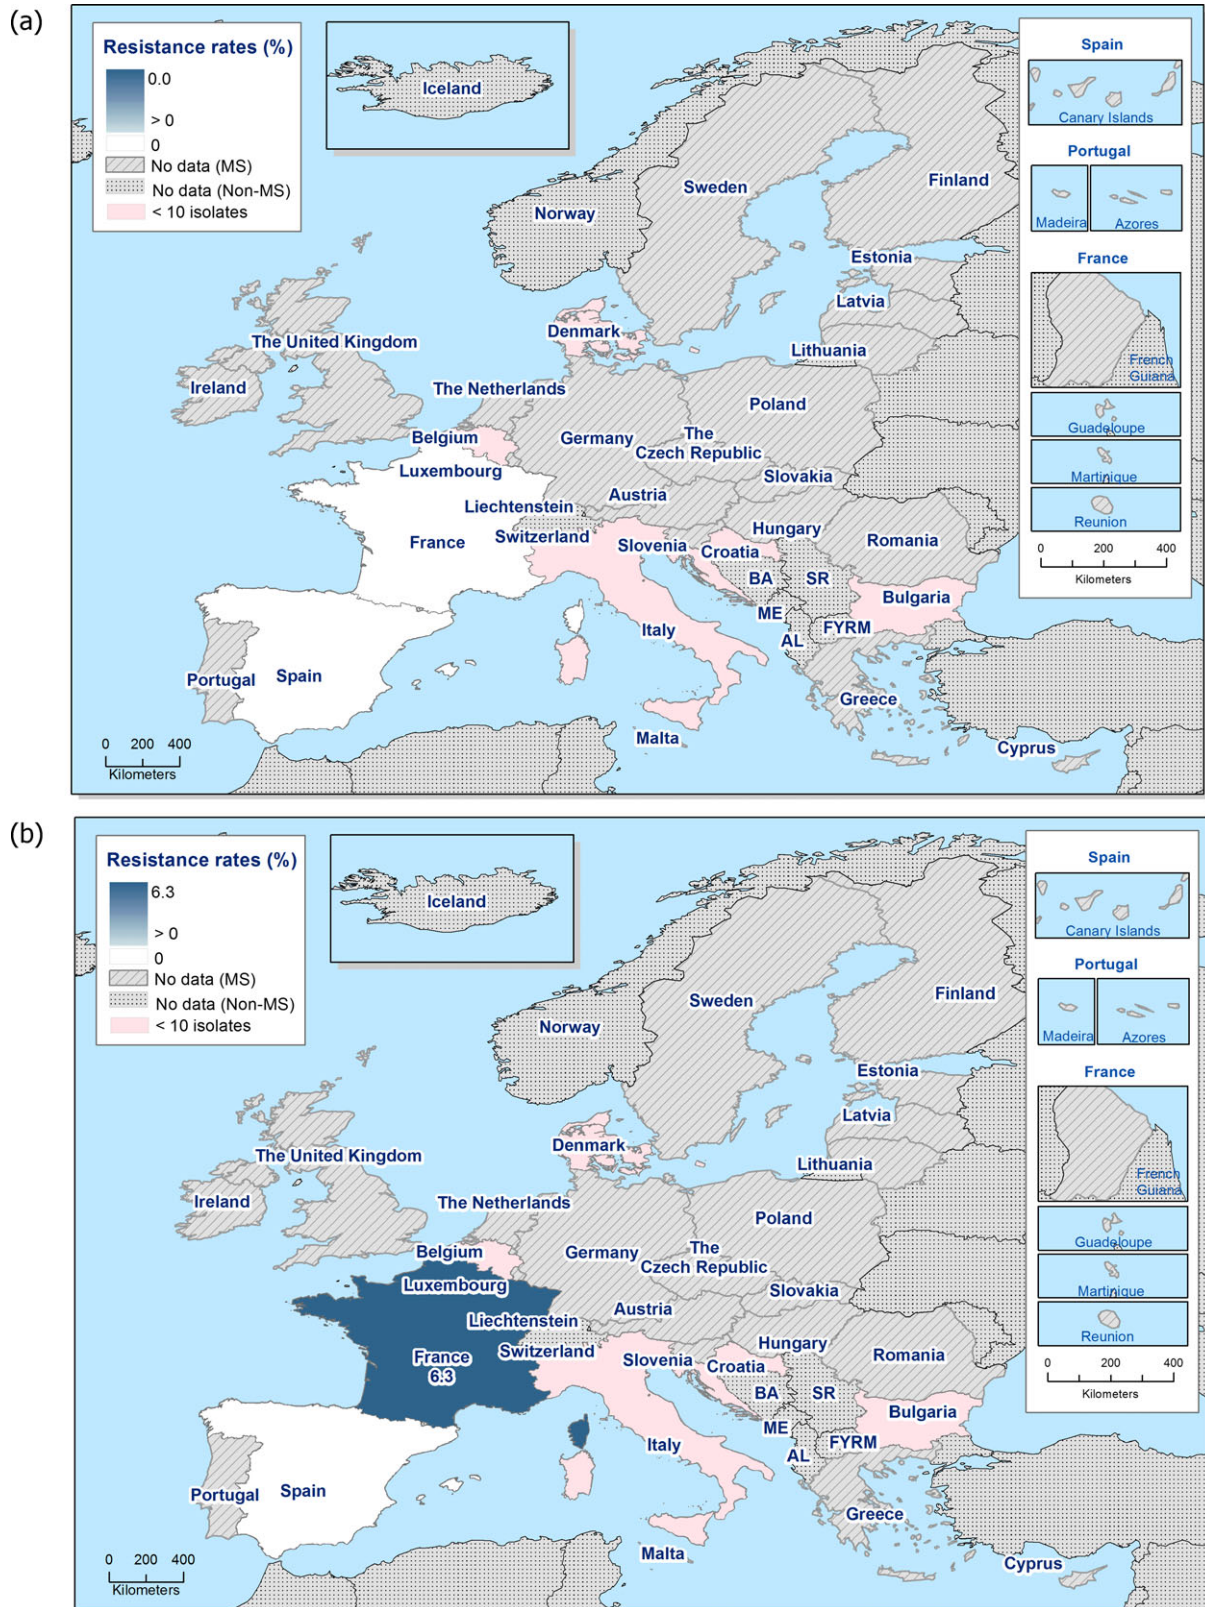 (a)
Resistance rates (%)
0.0
> 0
0
No data (MS)
No data (Non-MS)
< 10 isolates
Iceland
Spain
Canary Islands
Portugal
Madeira
Azores
France
French
Guiana
Guadeloupe
Martinique
Reunion
0 200 400
Kilometers
Sweden
Finland
Norway
Estonia
Latvia
Denmark
Lithuania
The United Kingdom
Ireland
The Netherlands
Poland
Belgium
Germany
The
Czech Republic
Luxembourg
Slovakia
Austria
Liechtenstein
Hungary
Switzerland
France
Slovenia
Croatia
Romania
BA
SR
Bulgaria
ME
FYRM
Italy
AL
Portugal
Spain
Greece
Malta
Cyprus
0 200 400
Kilometers
(b)
Resistance rates (%)
6.3
> 0
0
No data (MS)
No data (Non-MS)
< 10 isolates
Iceland
Spain
Canary Islands
Portugal
Madeira
Azores
France
French
Guiana
Guadeloupe
Martinique
Reunion
0 200 400
Kilometers
Sweden
Finland
Norway
Estonia
Latvia
Denmark
Lithuania
The United Kingdom
Ireland
The Netherlands
Poland
Belgium
Germany
The
Czech Republic
Luxembourg
Slovakia
Austria
Liechtenstein
Hungary
Switzerland
France
6.3
Slovenia
Croatia
Romania
BA
SR
Bulgaria
ME
FYRM
Italy
AL
Portugal
Spain
Greece
Malta
Cyprus
0 200 400
Kilometers